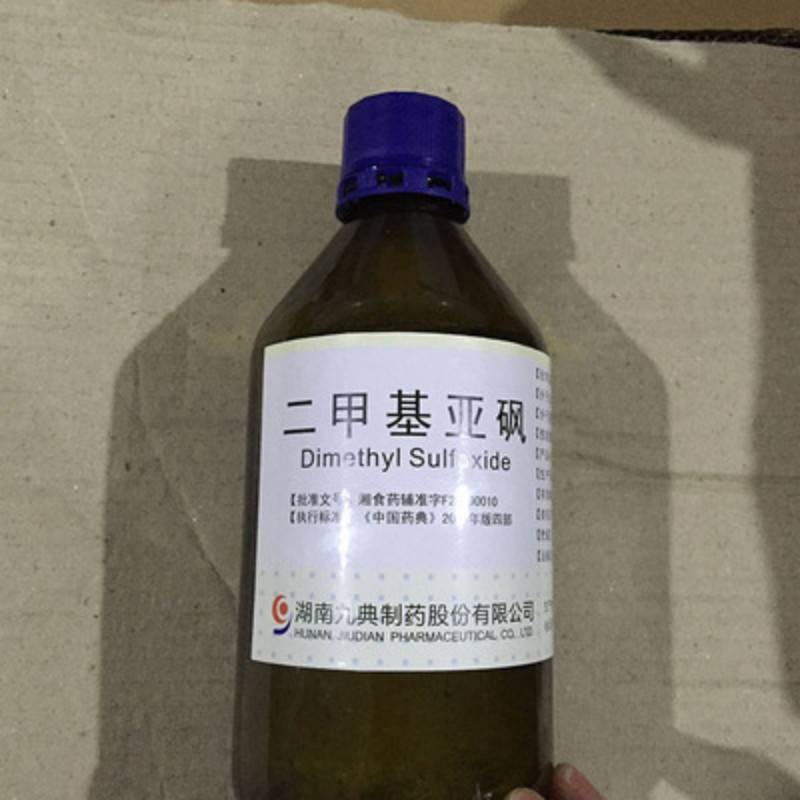 二甲基亚砜
Dimethyl Sulfoxide
【批准文号】湘食药辅准字F2 0010
【执行标准】《中国药典》20 年版四部
湖南九典制药股份有限公司
HUNAN JIUDIAN PHARMACEUTICAL CO., LTD.